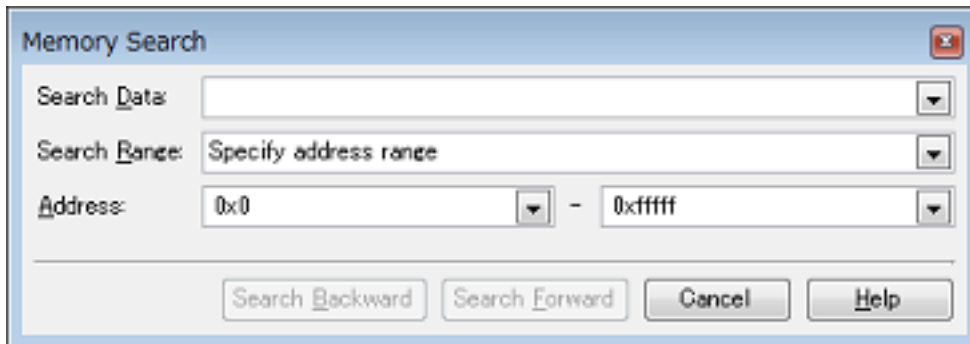 Memory Search
Search Data:
Search Range: Specify address range
Address: 0x0 - 0xfffff
Search Backward Search Forward Cancel Help